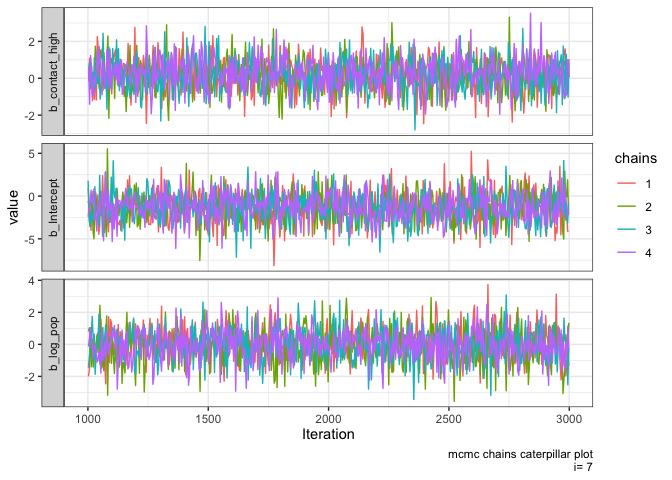 b_contact_high
2
0
-2
b_Intercept
5
0
-5
b_log_pop
4
2
0
-2
value
1000 1500 2000 2500 3000
Iteration
chains
1
2
3
4
mcmc chains caterpillar plot
i= 7